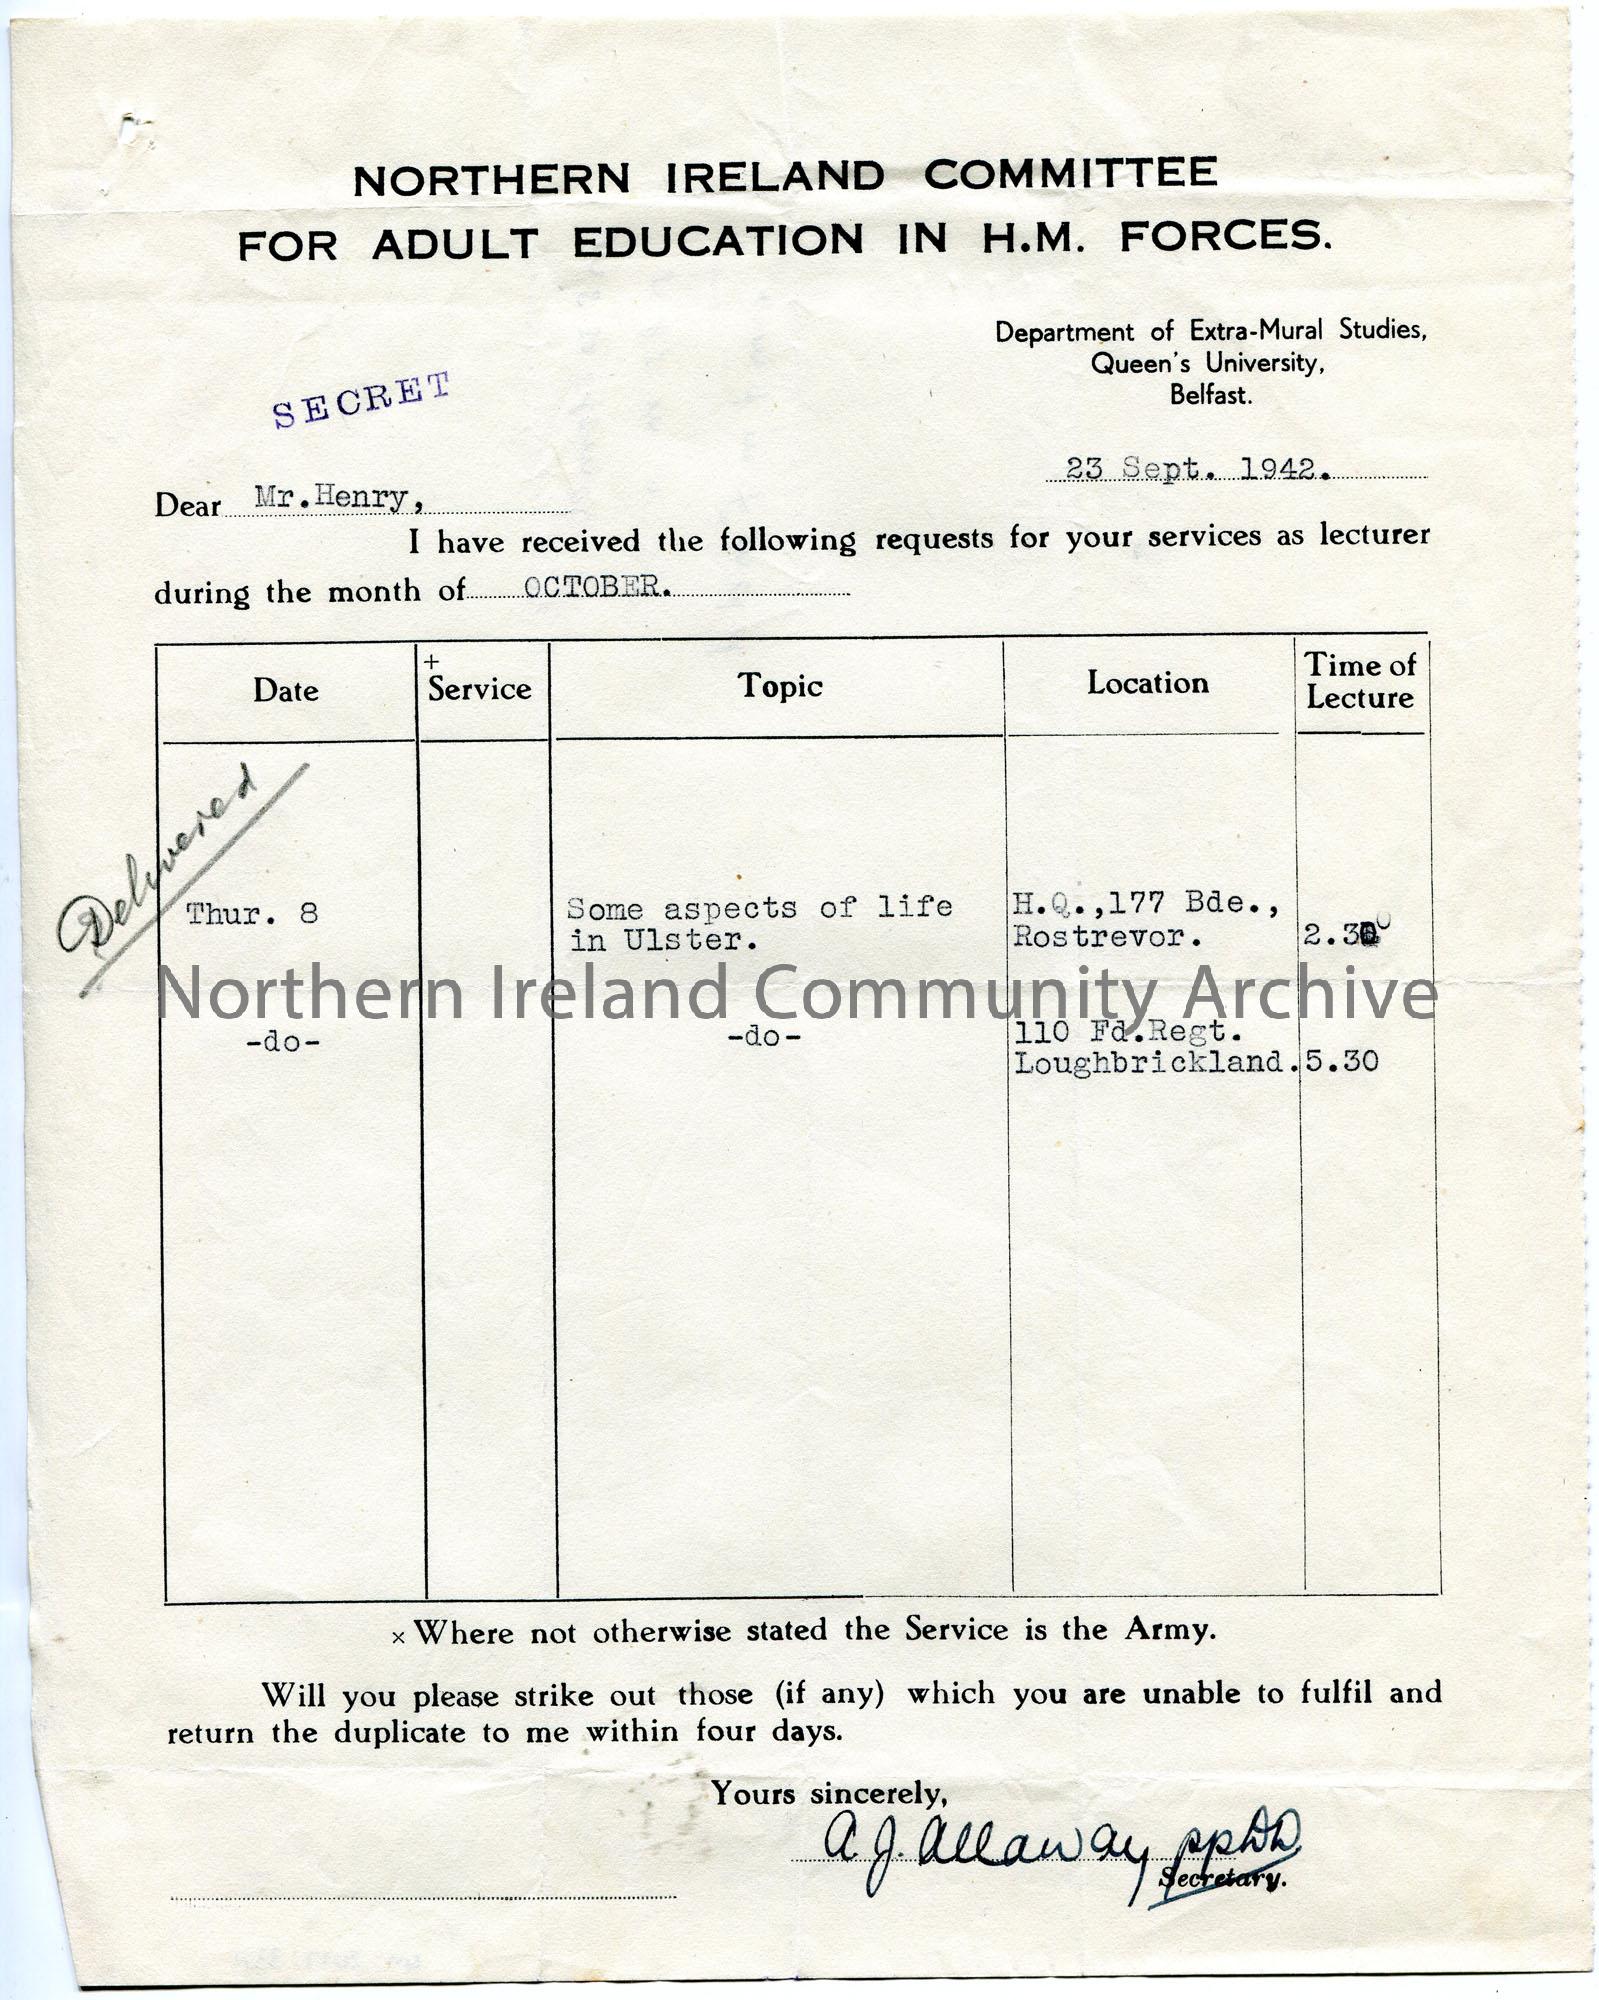 NORTHERN IRELAND COMMITTEE
FOR ADULT EDUCATION IN H.M. FORCES.
Department of Extra-Mural Studies,
Queen's University,
Belfast.
SECRET
23 Sept. 1942.
Dear Mr.Henry,
I have received the following requests for your services as lecturer
during the month of OCTOBER.
Date + Service Topic Location Time of Lecture
Delivered
Thur. 8 Some aspects of life H.Q.,177 Bde.,
in Ulster. Rostrevor. 2.30
Northern Ireland Community Archive
-do- -do- 110 Fd.Regt.
Loughbrickland. 5.30
× Where not otherwise stated the Service is the Army.
Will you please strike out those (if any) which you are unable to fulfil and
return the duplicate to me within four days.
Yours sincerely,
A. J. Allaway pp
Secretary.